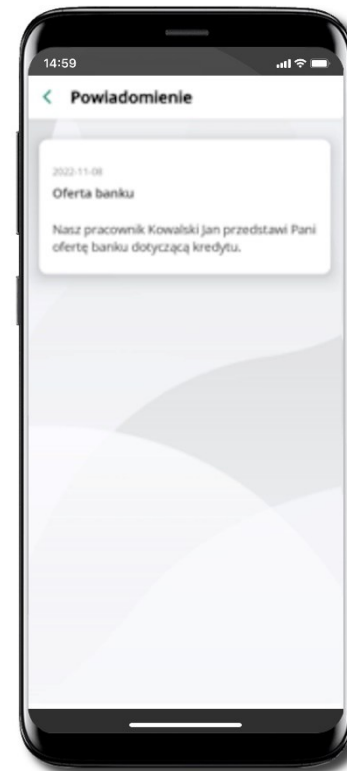 14:59
Powiadomienie
2022-11-08
Oferta banku
Nasz pracownik Kowalski Jan przedstawi Pani
ofertę banku dotyczącą kredytu.